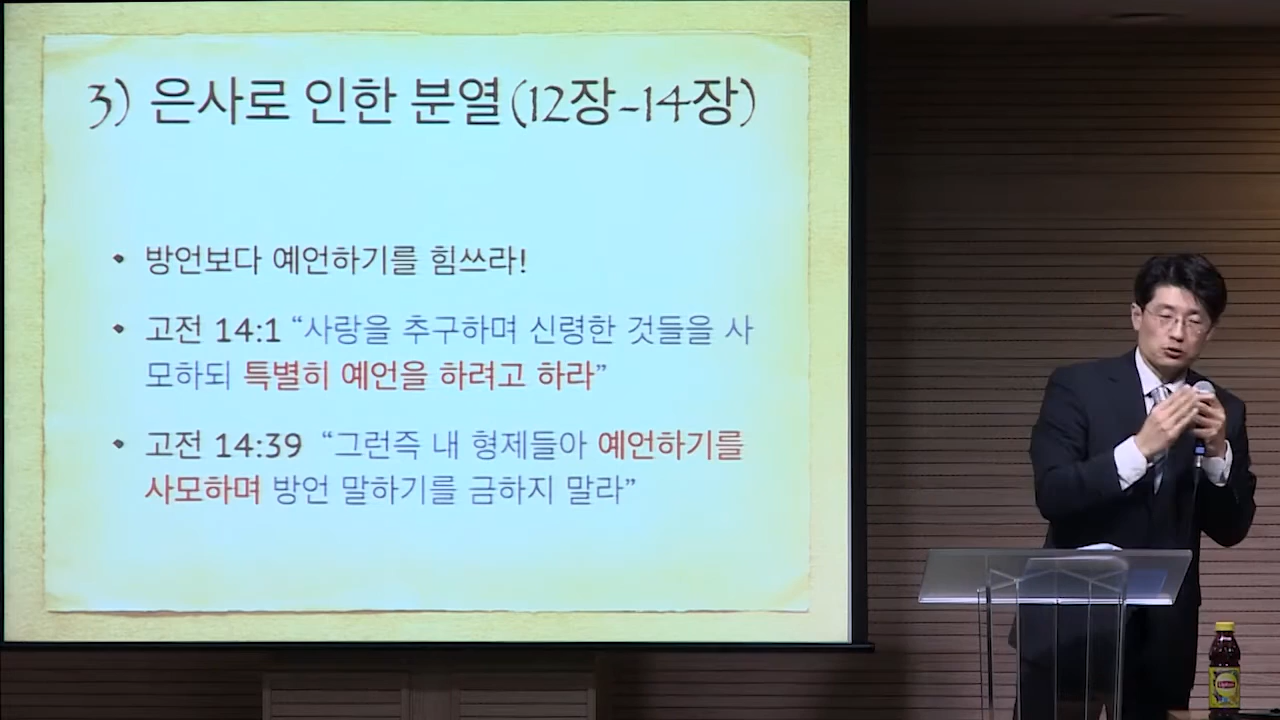 3) 은사로 인한 분열(12장-14장)
• 방언보다 예언하기를 힘쓰라!
• 고전 14:1 “사랑을 추구하며 신령한 것들을 사
모하되 특별히 예언을 하려고 하라”
• 고전 14:39 “그런즉 내 형제들아 예언하기를
사모하며 방언 말하기를 금하지 말라”
Lipton